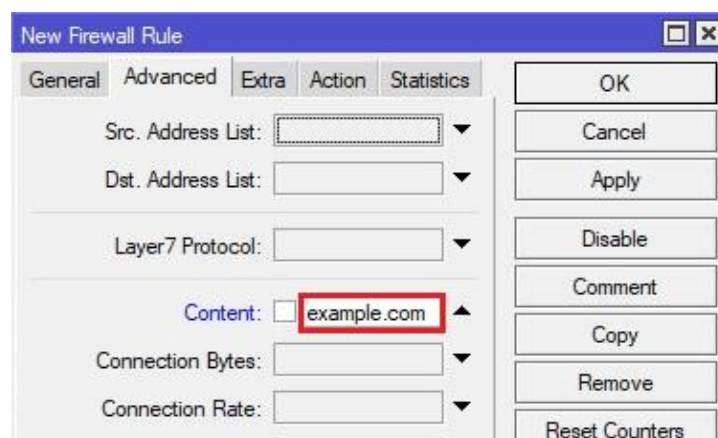 New Firewall Rule
General Advanced Extra Action Statistics
OK
Src. Address List:
Cancel
Dst. Address List:
Apply
Layer7 Protocol:
Disable
Comment
Content: example.com
Copy
Connection Bytes:
Remove
Connection Rate:
Reset Counters